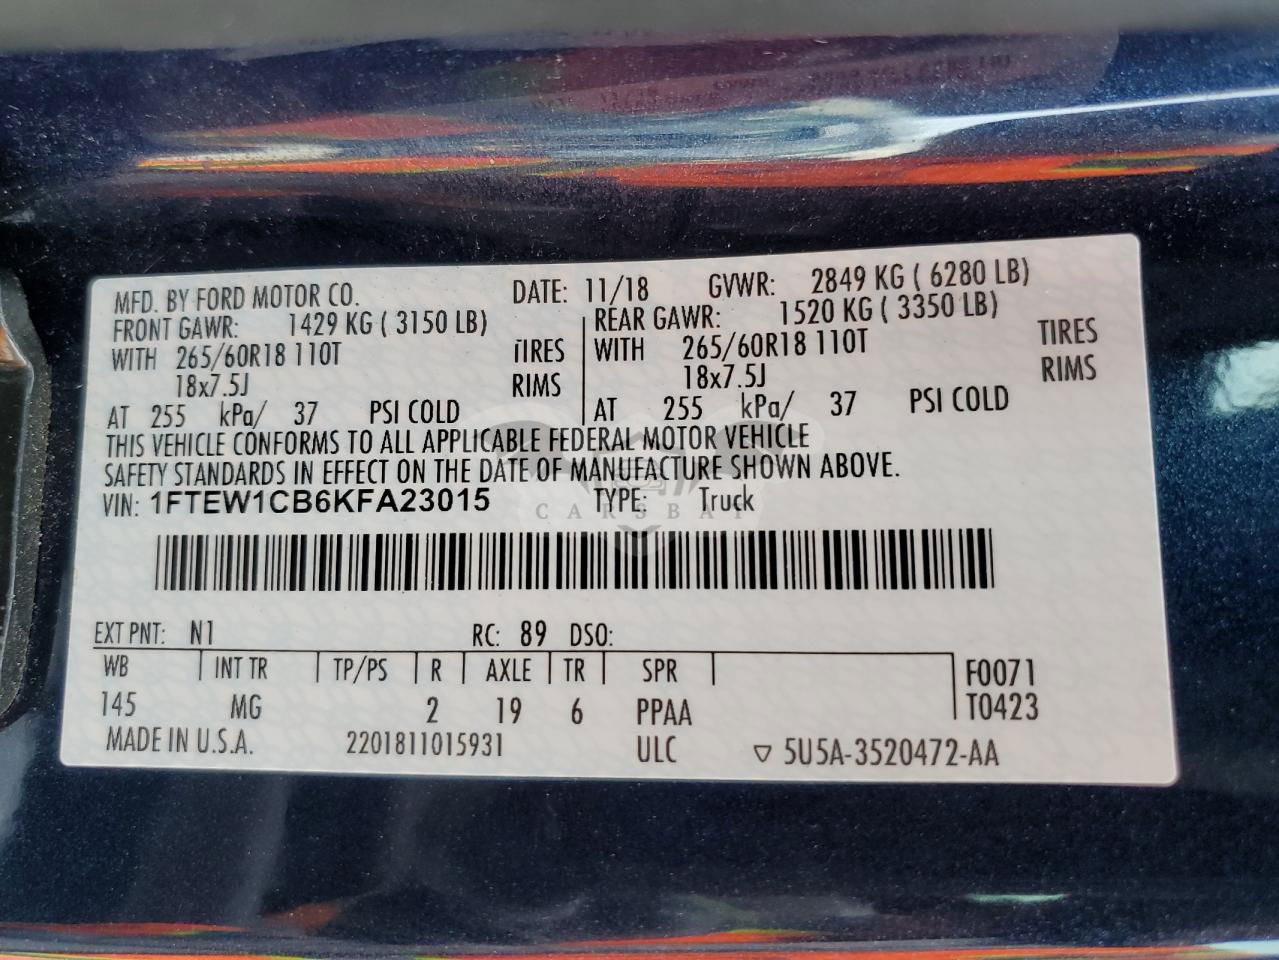 MFD. BY FORD MOTOR CO. DATE: 11/18 GVWR: 2849 KG ( 6280 LB)
FRONT GAWR: 1429 KG ( 3150 LB) REAR GAWR: 1520 KG ( 3350 LB)
WITH 265/60R18 110T TIRES WITH 265/60R18 110T TIRES
18x7.5J RIMS 18x7.5J RIMS
AT 255 kPa/ 37 PSI COLD AT 255 kPa/ 37 PSI COLD
THIS VEHICLE CONFORMS TO ALL APPLICABLE FEDERAL MOTOR VEHICLE
SAFETY STANDARDS IN EFFECT ON THE DATE OF MANUFACTURE SHOWN ABOVE.
VIN: 1FTEW1CB6KFA23015 TYPE: Truck
CARSBAT
EXT PNT: N1 RC: 89 DSO:
WB INT TR TP/PS R AXLE TR SPR F0071
145 MG 2 19 6 PPAA T0423
MADE IN U.S.A. 2201811015931 ULC ▽ 5U5A-3520472-AA